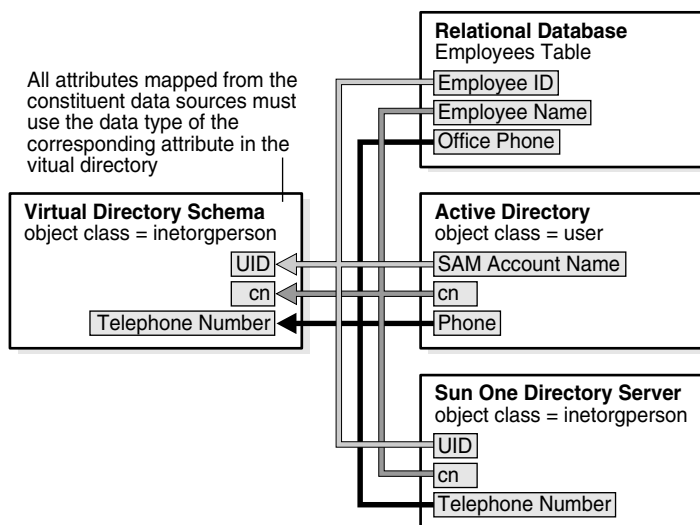 All attributes mapped from the
constituent data sources must
use the data type of the
corresponding attribute in the
vitual directory
Virtual Directory Schema
object class = inetorgperson
UID
cn
Telephone Number
Relational Database
Employees Table
Employee ID
Employee Name
Office Phone
Active Directory
object class = user
SAM Account Name
cn
Phone
Sun One Directory Server
object class = inetorgperson
UID
cn
Telephone Number